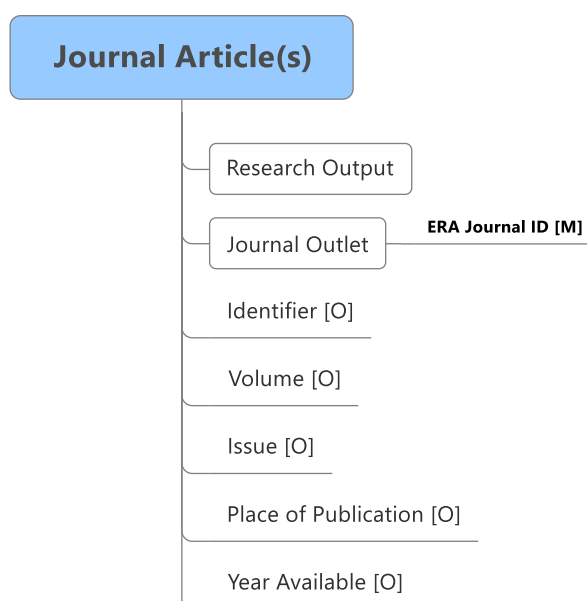 Journal Article(s)
Research Output
Journal Outlet
ERA Journal ID [M]
Identifier [O]
Volume [O]
Issue [O]
Place of Publication [O]
Year Available [O]